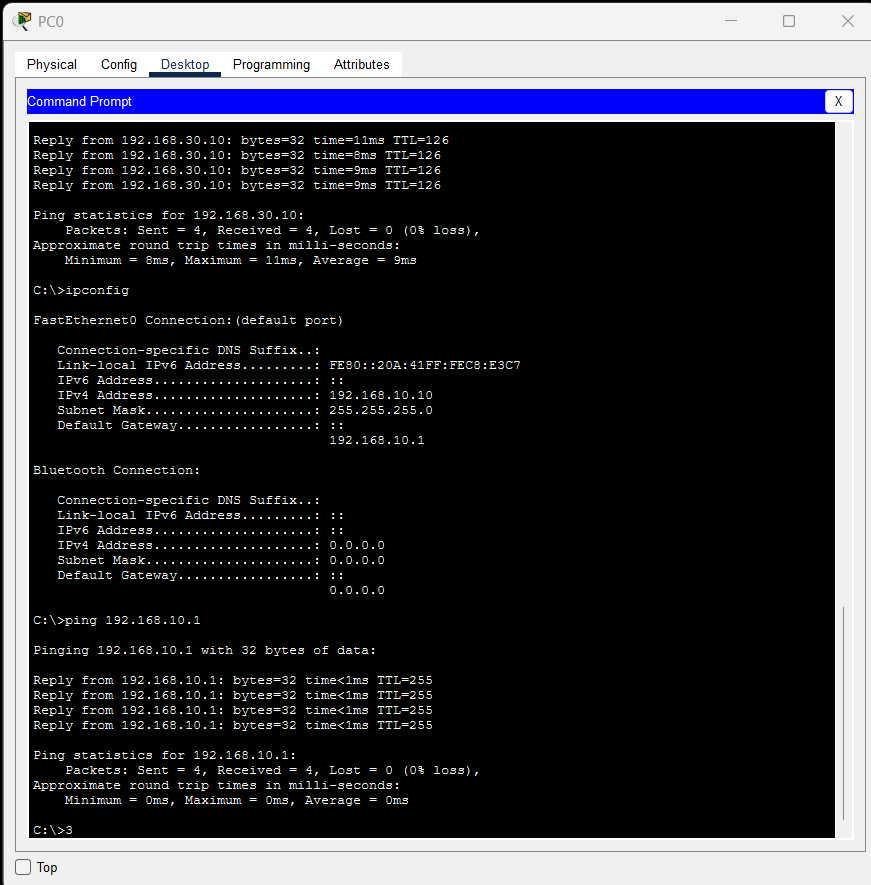 PC0
Physical Config Desktop Programming Attributes
Command Prompt X
Reply from 192.168.30.10: bytes=32 time=11ms TTL=126
Reply from 192.168.30.10: bytes=32 time=8ms TTL=126
Reply from 192.168.30.10: bytes=32 time=9ms TTL=126
Reply from 192.168.30.10: bytes=32 time=9ms TTL=126
Ping statistics for 192.168.30.10:
Packets: Sent = 4, Received = 4, Lost = 0 (0% loss),
Approximate round trip times in milli-seconds:
Minimum = 8ms, Maximum = 11ms, Average = 9ms
C:\>ipconfig
FastEthernet0 Connection:(default port)
Connection-specific DNS Suffix..:
Link-local IPv6 Address.........: FE80::20A:41FF:FEC8:E3C7
IPv6 Address....................: ::
IPv4 Address....................: 192.168.10.10
Subnet Mask.....................: 255.255.255.0
Default Gateway.................: ::
192.168.10.1
Bluetooth Connection:
Connection-specific DNS Suffix..:
Link-local IPv6 Address.........: ::
IPv6 Address....................: ::
IPv4 Address....................: 0.0.0.0
Subnet Mask.....................: 0.0.0.0
Default Gateway.................: ::
0.0.0.0
C:\>ping 192.168.10.1
Pinging 192.168.10.1 with 32 bytes of data:
Reply from 192.168.10.1: bytes=32 time<1ms TTL=255
Reply from 192.168.10.1: bytes=32 time<1ms TTL=255
Reply from 192.168.10.1: bytes=32 time<1ms TTL=255
Reply from 192.168.10.1: bytes=32 time<1ms TTL=255
Ping statistics for 192.168.10.1:
Packets: Sent = 4, Received = 4, Lost = 0 (0% loss),
Approximate round trip times in milli-seconds:
Minimum = 0ms, Maximum = 0ms, Average = 0ms
C:\>3
Top